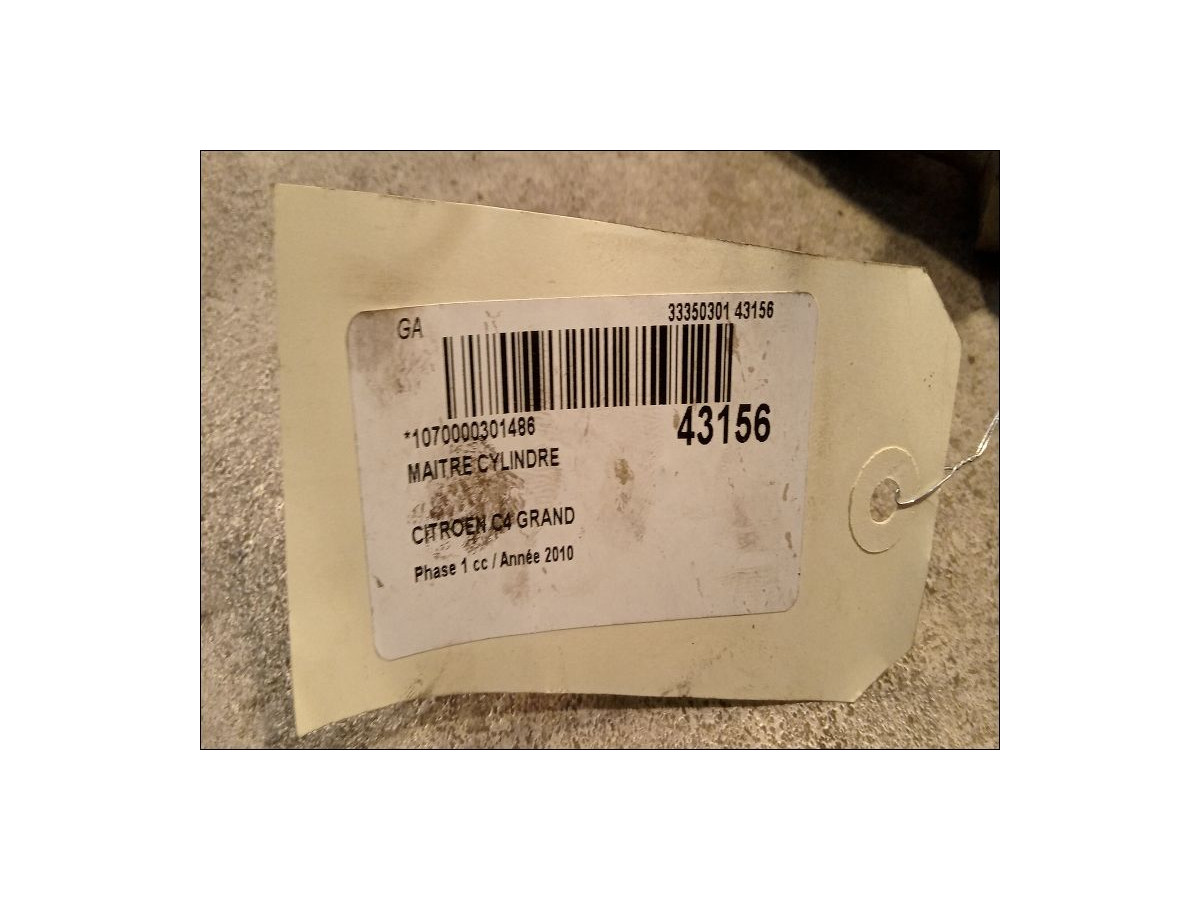 GA
33350301 43156
43156
*1070000301486
MAITRE CYLINDRE
CITROEN C4 GRAND
Phase 1 cc / Année 2010